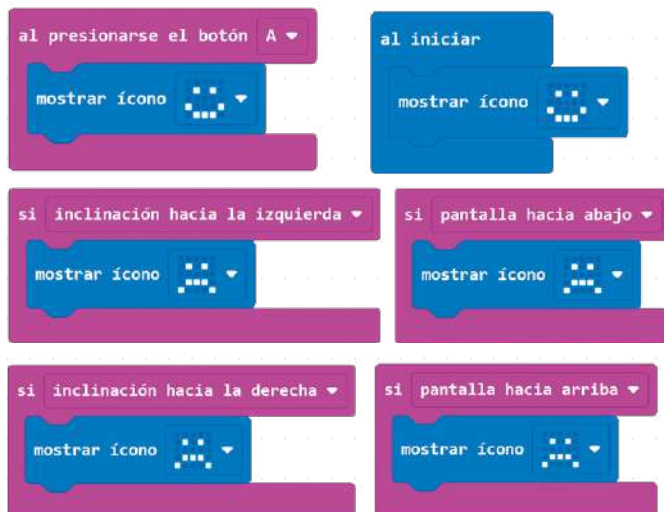 al presionarse el botón A
mostrar ícono
al iniciar
mostrar ícono
si inclinación hacia la izquierda
mostrar ícono
si pantalla hacia abajo
mostrar ícono
si inclinación hacia la derecha
mostrar ícono
si pantalla hacia arriba
mostrar ícono